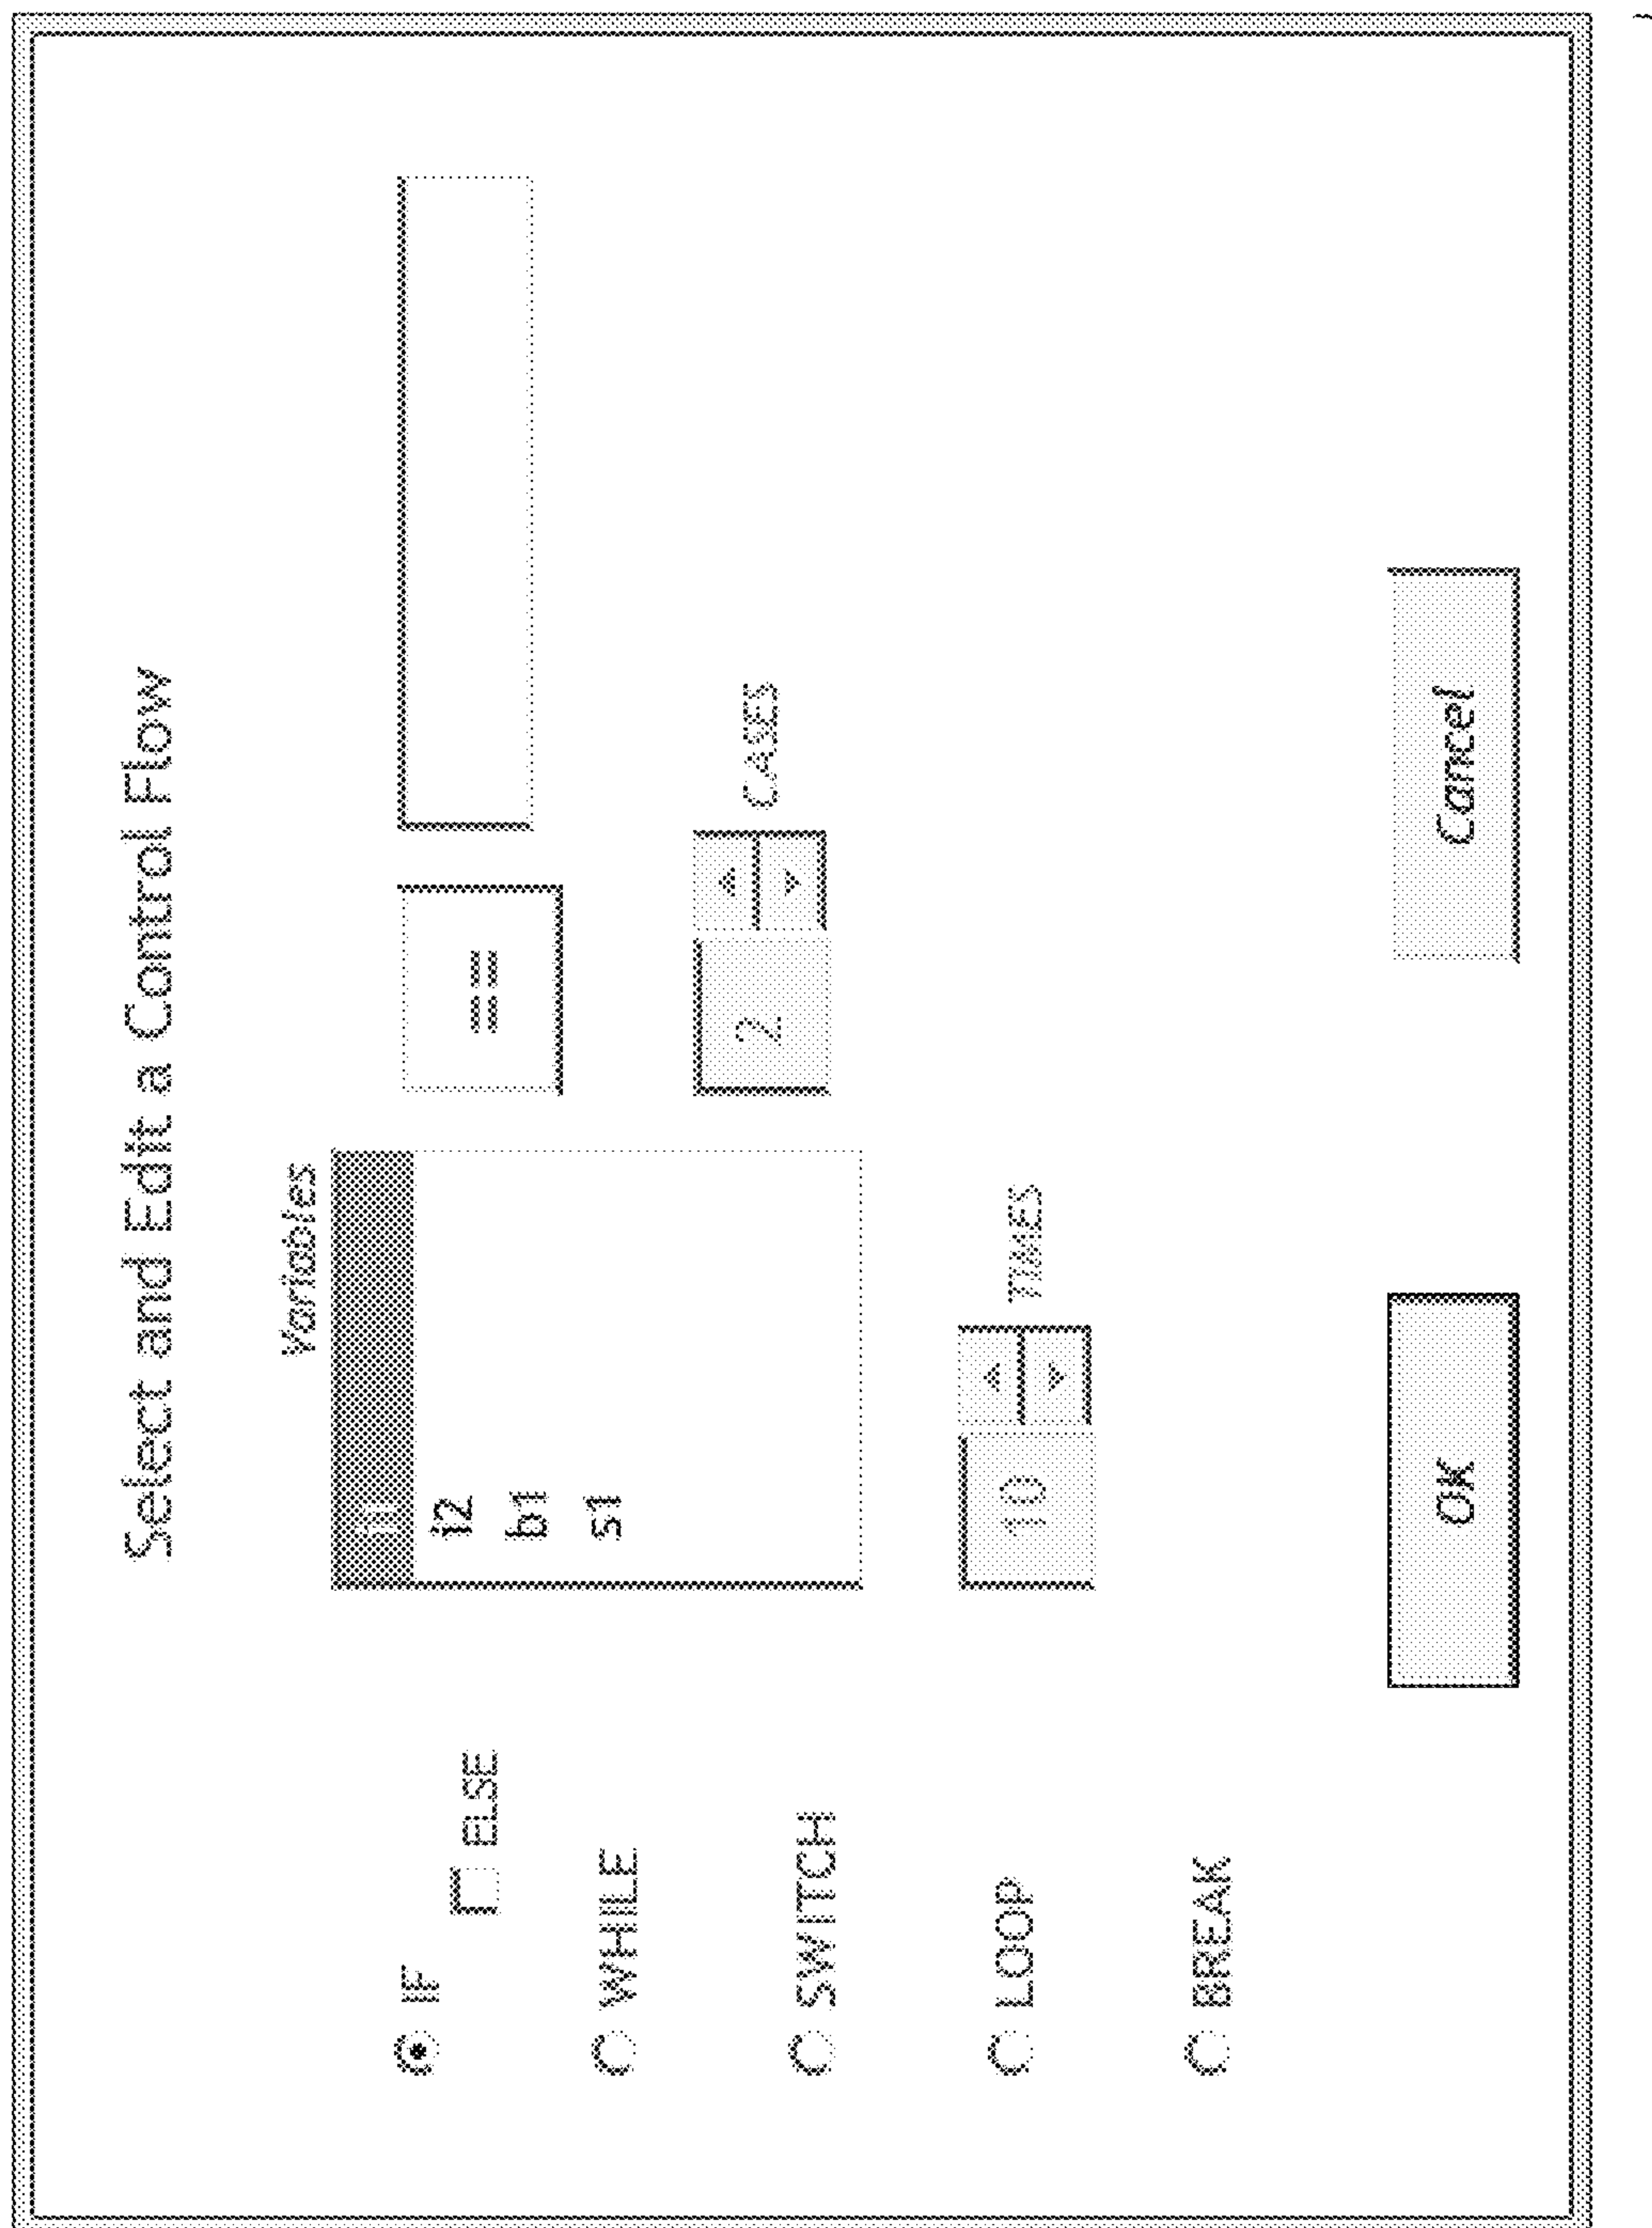 Select and Edit a Control Flow
Variables
IF
ELSE
WHILE
SWITCH
LOOP
BREAK
i2
b1
s1
==
2
CASES
10
TIMES
OK
Cancel